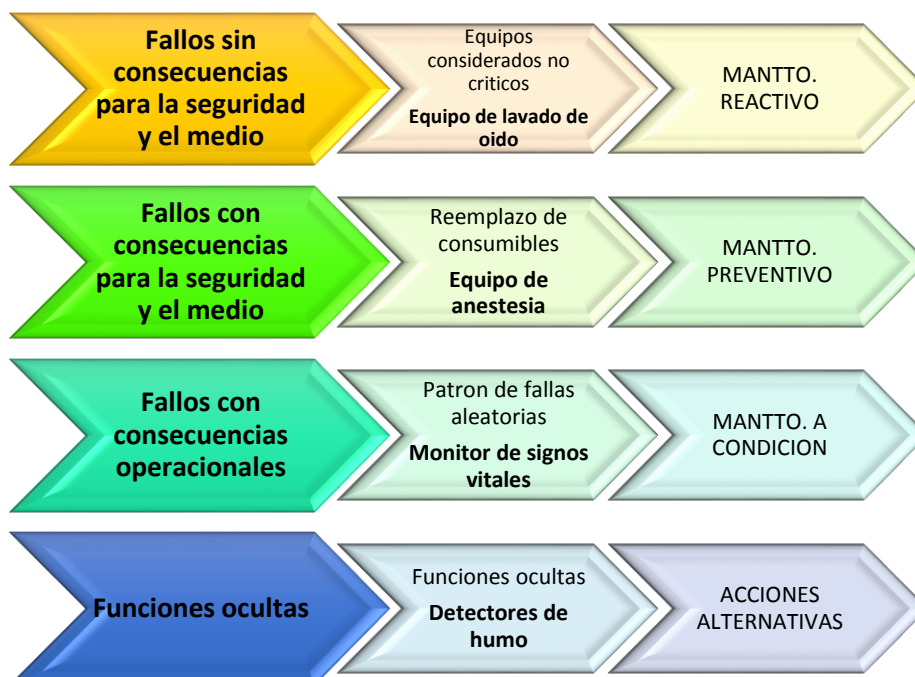 Fallos sin
consecuencias
para la seguridad
y el medio
Equipos
considerados no
criticos
Equipo de lavado de
oido
MANTTO.
REACTIVO
Fallos con
consecuencias
para la seguridad
y el medio
Reemplazo de
consumibles
Equipo de
anestesia
MANTTO.
PREVENTIVO
Fallos con
consecuencias
operacionales
Patron de fallas
aleatorias
Monitor de signos
vitales
MANTTO. A
CONDICION
Funciones ocultas
Funciones ocultas
Detectores de
humo
ACCIONES
ALTERNATIVAS